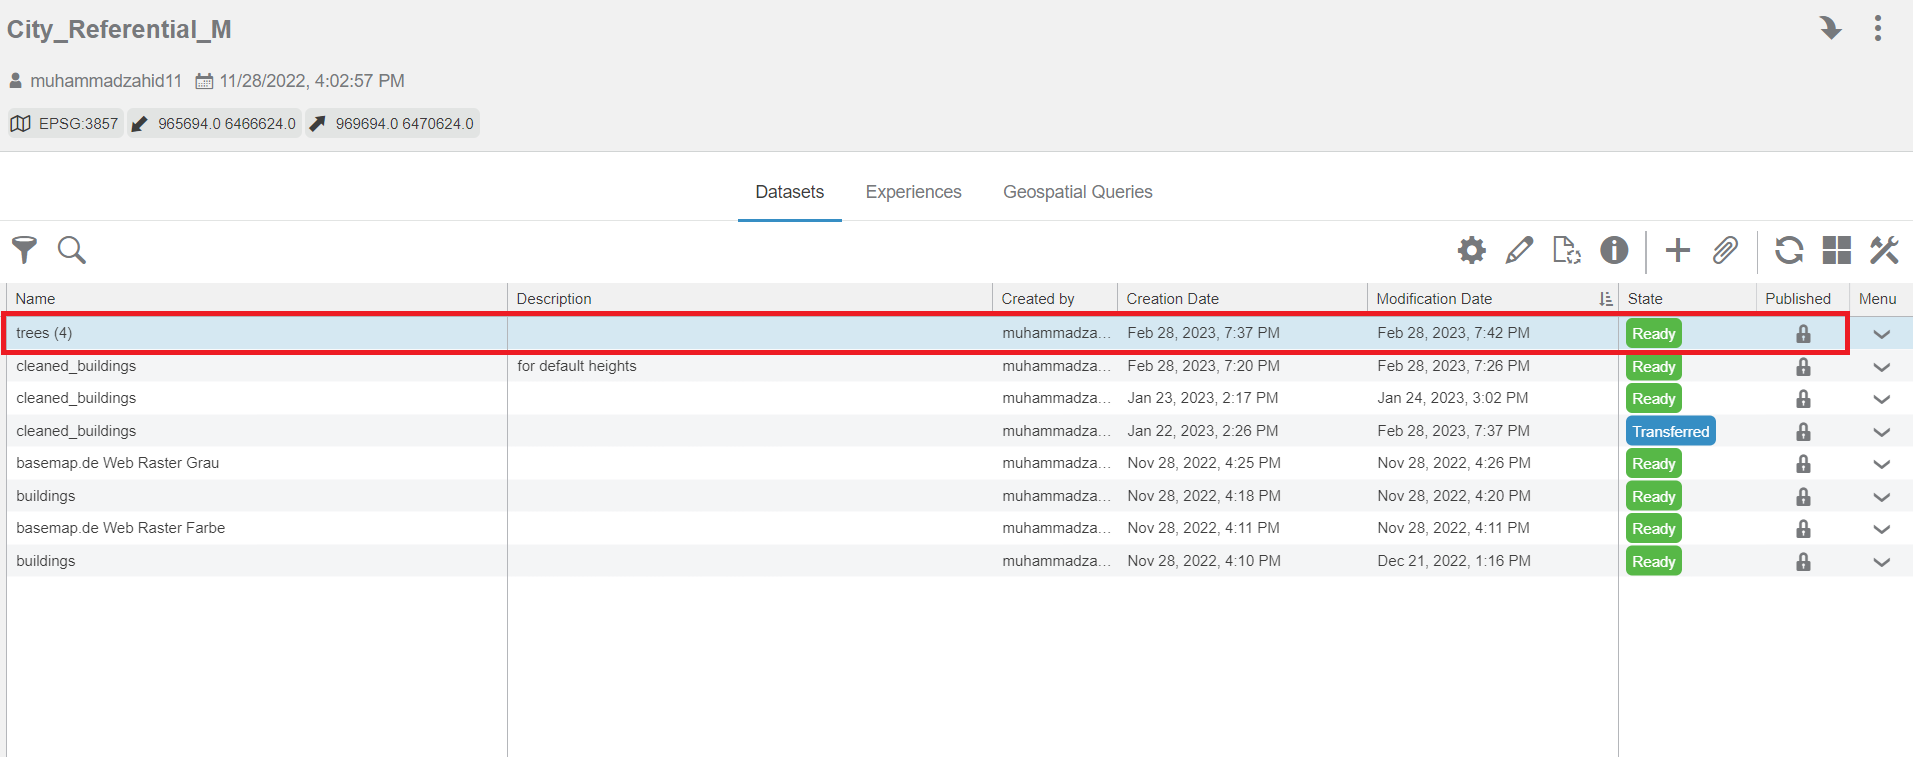 City_Referential_M
muhammadzahid11 11/28/2022, 4:02:57 PM
EPSG:3857 965694.0 6466624.0 969694.0 6470624.0
Datasets Experiences Geospatial Queries
Name Description Created by Creation Date Modification Date State Published Menu
trees (4) muhammadza... Feb 28, 2023, 7:37 PM Feb 28, 2023, 7:42 PM Ready
cleaned_buildings for default heights muhammadza... Feb 28, 2023, 7:20 PM Feb 28, 2023, 7:26 PM Ready
cleaned_buildings muhammadza... Jan 23, 2023, 2:17 PM Jan 24, 2023, 3:02 PM Ready
cleaned_buildings muhammadza... Jan 22, 2023, 2:26 PM Feb 28, 2023, 7:37 PM Transferred
basemap.de Web Raster Grau muhammadza... Nov 28, 2022, 4:25 PM Nov 28, 2022, 4:26 PM Ready
buildings muhammadza... Nov 28, 2022, 4:18 PM Nov 28, 2022, 4:20 PM Ready
basemap.de Web Raster Farbe muhammadza... Nov 28, 2022, 4:11 PM Nov 28, 2022, 4:11 PM Ready
buildings muhammadza... Nov 28, 2022, 4:10 PM Dec 21, 2022, 1:16 PM Ready